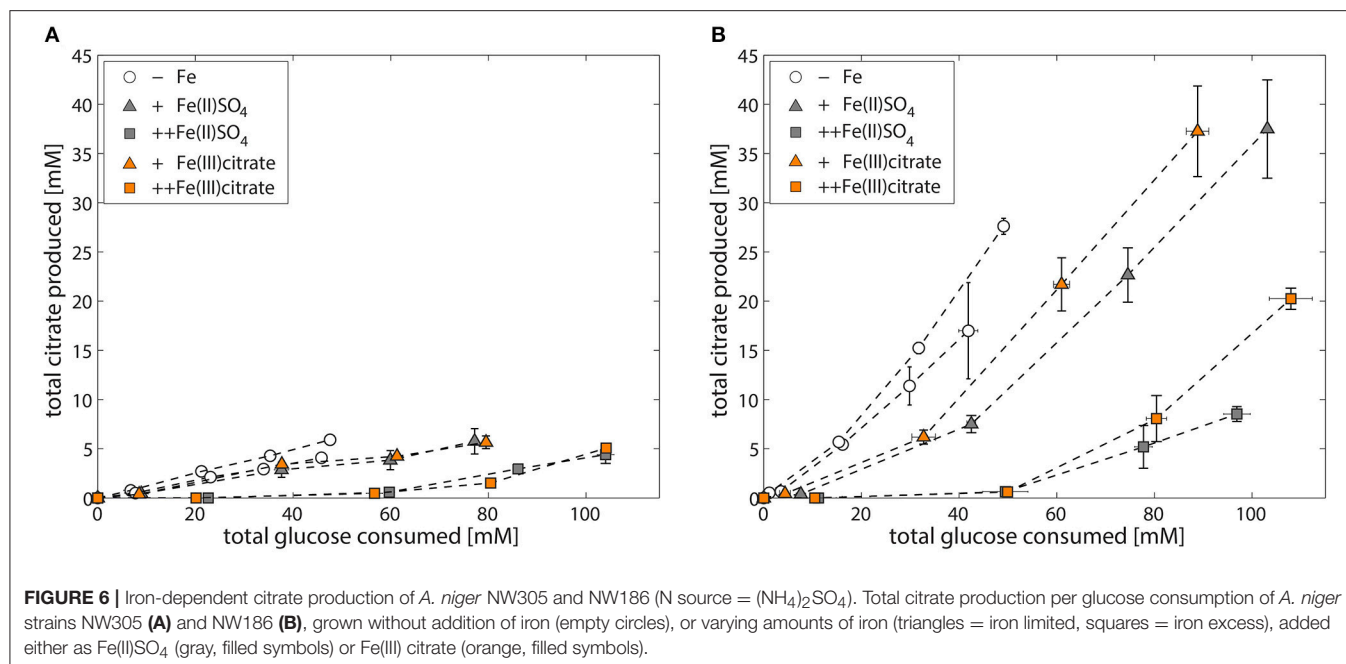 A
45
40
35
30
25
20
15
10
5
0
total citrate produced [mM]
– Fe
+ Fe(II)SO₄
++Fe(II)SO₄
+ Fe(III)citrate
++Fe(III)citrate
0 20 40 60 80 100
total glucose consumed [mM]
B
45
40
35
30
25
20
15
10
5
0
total citrate produced [mM]
– Fe
+ Fe(II)SO₄
++Fe(II)SO₄
+ Fe(III)citrate
++Fe(III)citrate
0 20 40 60 80 100
total glucose consumed [mM]
FIGURE 6 | Iron-dependent citrate production of A. niger NW305 and NW186 (N source = (NH₄)₂SO₄). Total citrate production per glucose consumption of A. niger
strains NW305 (A) and NW186 (B), grown without addition of iron (empty circles), or varying amounts of iron (triangles = iron limited, squares = iron excess), added
either as Fe(II)SO₄ (gray, filled symbols) or Fe(III) citrate (orange, filled symbols).